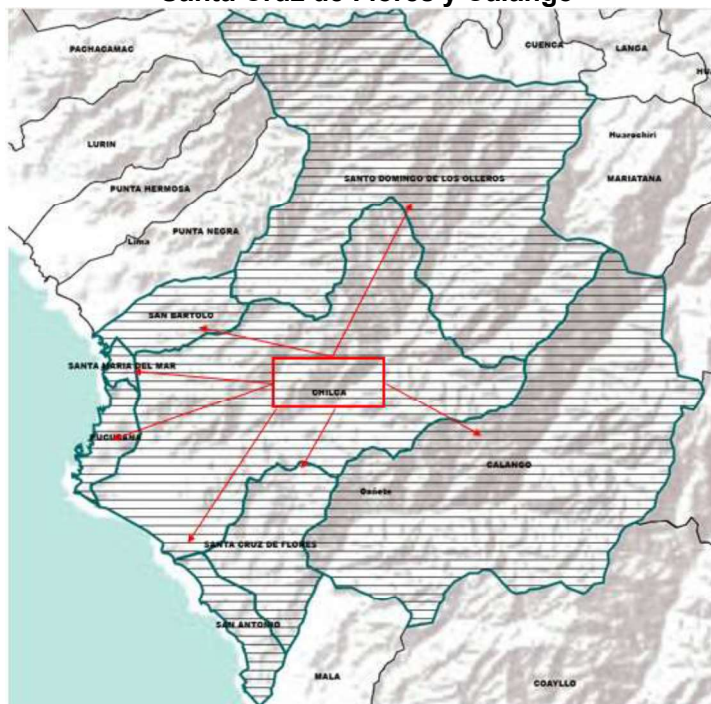 Santa Cruz de Flores y Calango
PACHACAMAC
CUENCA
LANGA
HUA
LURIN
Huarochiri
PUNTA HERMOSA
SANTO DOMINGO DE LOS OLLEROS
MARIATANA
PUNTA NEGRA
Lima
SAN BARTOLO
SANTA MARIA DEL MAR
CHILCA
PUCUSANA
CALANGO
Cañete
SANTA CRUZ DE FLORES
SAN ANTONIO
MALA
COAYLLO